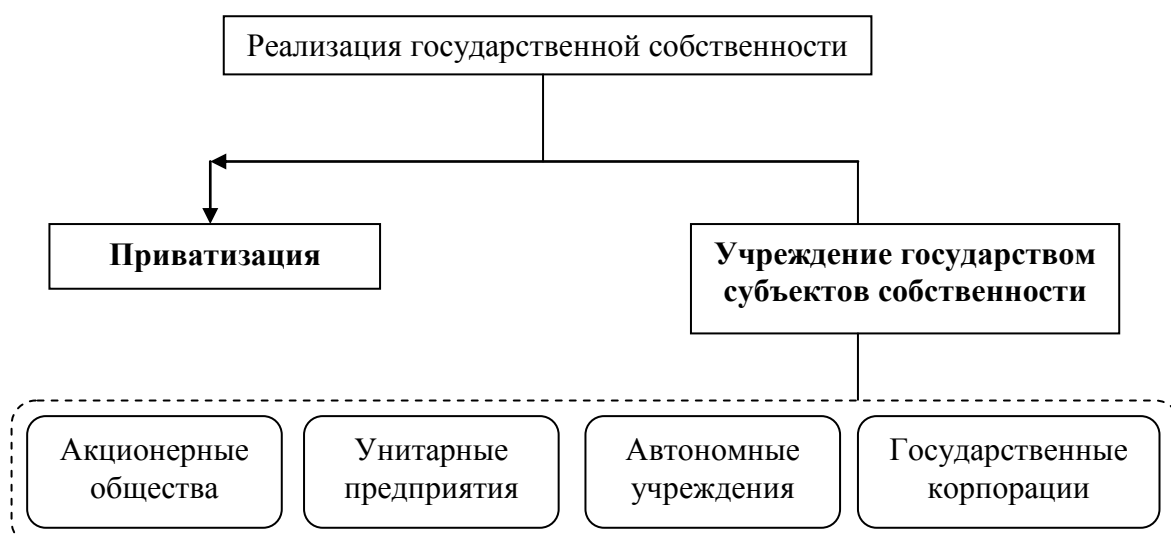 Реализация государственной собственности
Приватизация
Учреждение государством
субъектов собственности
Акционерные
общества
Унитарные
предприятия
Автономные
учреждения
Государственные
корпорации